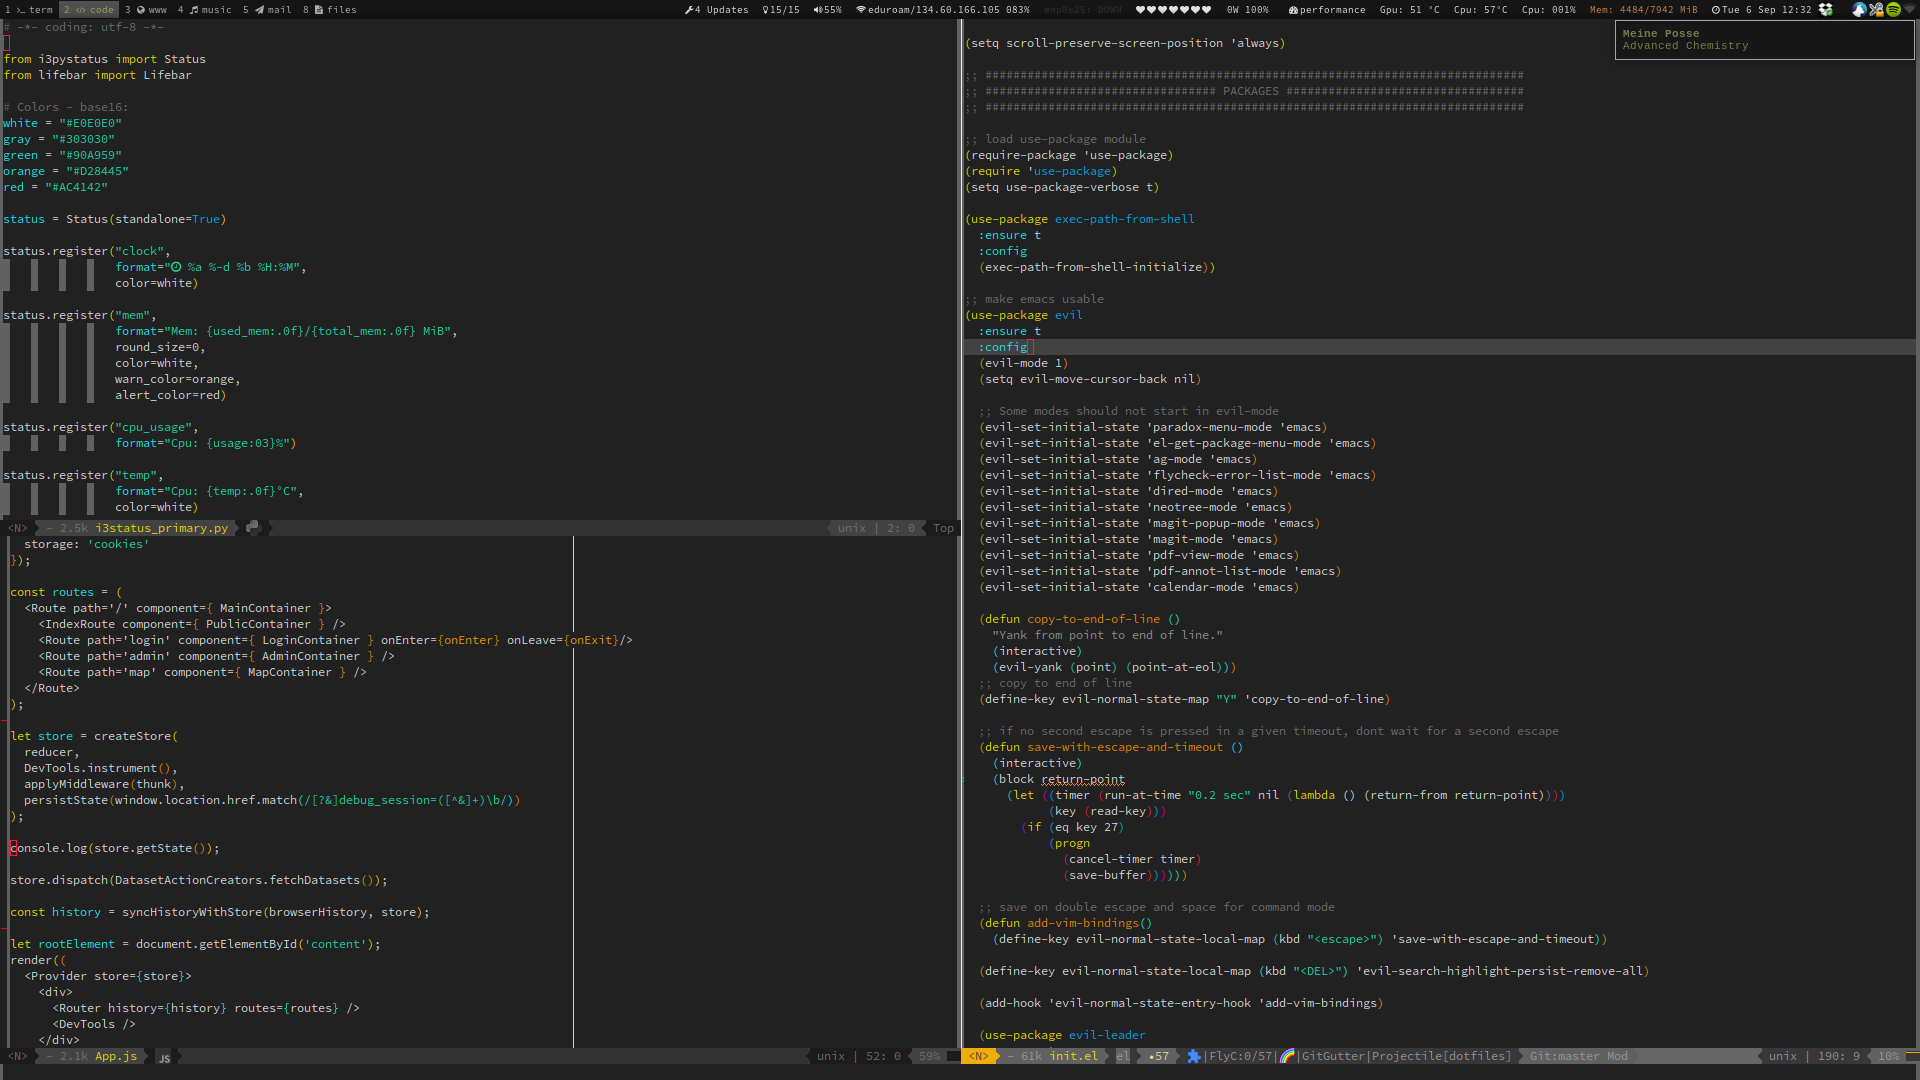 1 >_ term 2 </> code 3 www 4 music 5 mail 8 files
4 Updates 15/15 55% eduroam/134.60.166.105 083% enp0s25: DOWN ♥♥♥♥♥♥♥ 0W 100% performance Gpu: 51 °C Cpu: 57°C Cpu: 001% Mem: 4484/7942 MiB Tue 6 Sep 12:32
Meine Posse
Advanced Chemistry
# -*- coding: utf-8 -*-
from i3pystatus import Status
from lifebar import Lifebar
# Colors - base16:
white = "#E0E0E0"
gray = "#303030"
green = "#90A959"
orange = "#D28445"
red = "#AC4142"
status = Status(standalone=True)
status.register("clock",
format=" %a %-d %b %H:%M",
color=white)
status.register("mem",
format="Mem: {used_mem:.0f}/{total_mem:.0f} MiB",
round_size=0,
color=white,
warn_color=orange,
alert_color=red)
status.register("cpu_usage",
format="Cpu: {usage:03}%")
status.register("temp",
format="Cpu: {temp:.0f}°C",
color=white)
<N> - 2.5k i3status_primary.py unix | 2: 0 Top
storage: 'cookies'
});
const routes = (
<Route path='/' component={ MainContainer }>
<IndexRoute component={ PublicContainer } />
<Route path='login' component={ LoginContainer } onEnter={onEnter} onLeave={onExit}/>
<Route path='admin' component={ AdminContainer } />
<Route path='map' component={ MapContainer } />
</Route>
);
let store = createStore(
reducer,
DevTools.instrument(),
applyMiddleware(thunk),
persistState(window.location.href.match(/[?&]debug_session=([^&]+)\b/))
);
console.log(store.getState());
store.dispatch(DatasetActionCreators.fetchDatasets());
const history = syncHistoryWithStore(browserHistory, store);
let rootElement = document.getElementById('content');
render((
<Provider store={store}>
<div>
<Router history={history} routes={routes} />
<DevTools />
</div>
<N> - 2.1k App.js JS unix | 52: 0 59%
(setq scroll-preserve-screen-position 'always)
;; #############################################################################
;; ################################# PACKAGES ##################################
;; #############################################################################
;; load use-package module
(require-package 'use-package)
(require 'use-package)
(setq use-package-verbose t)
(use-package exec-path-from-shell
:ensure t
:config
(exec-path-from-shell-initialize))
;; make emacs usable
(use-package evil
:ensure t
:config
(evil-mode 1)
(setq evil-move-cursor-back nil)
;; Some modes should not start in evil-mode
(evil-set-initial-state 'paradox-menu-mode 'emacs)
(evil-set-initial-state 'el-get-package-menu-mode 'emacs)
(evil-set-initial-state 'ag-mode 'emacs)
(evil-set-initial-state 'flycheck-error-list-mode 'emacs)
(evil-set-initial-state 'dired-mode 'emacs)
(evil-set-initial-state 'neotree-mode 'emacs)
(evil-set-initial-state 'magit-popup-mode 'emacs)
(evil-set-initial-state 'magit-mode 'emacs)
(evil-set-initial-state 'pdf-view-mode 'emacs)
(evil-set-initial-state 'pdf-annot-list-mode 'emacs)
(evil-set-initial-state 'calendar-mode 'emacs)
(defun copy-to-end-of-line ()
"Yank from point to end of line."
(interactive)
(evil-yank (point) (point-at-eol)))
;; copy to end of line
(define-key evil-normal-state-map "Y" 'copy-to-end-of-line)
;; if no second escape is pressed in a given timeout, dont wait for a second escape
(defun save-with-escape-and-timeout ()
(interactive)
(block return-point
(let ((timer (run-at-time "0.2 sec" nil (lambda () (return-from return-point))))
(key (read-key)))
(if (eq key 27)
(progn
(cancel-timer timer)
(save-buffer))))))
;; save on double escape and space for command mode
(defun add-vim-bindings()
(define-key evil-normal-state-local-map (kbd "<escape>") 'save-with-escape-and-timeout))
(define-key evil-normal-state-local-map (kbd "<DEL>") 'evil-search-highlight-persist-remove-all)
(add-hook 'evil-normal-state-entry-hook 'add-vim-bindings)
(use-package evil-leader
<N> - 61k init.el el •57 |FlyC:0/57| |GitGutter|Projectile[dotfiles] Git:master Mod unix | 190: 9 10%